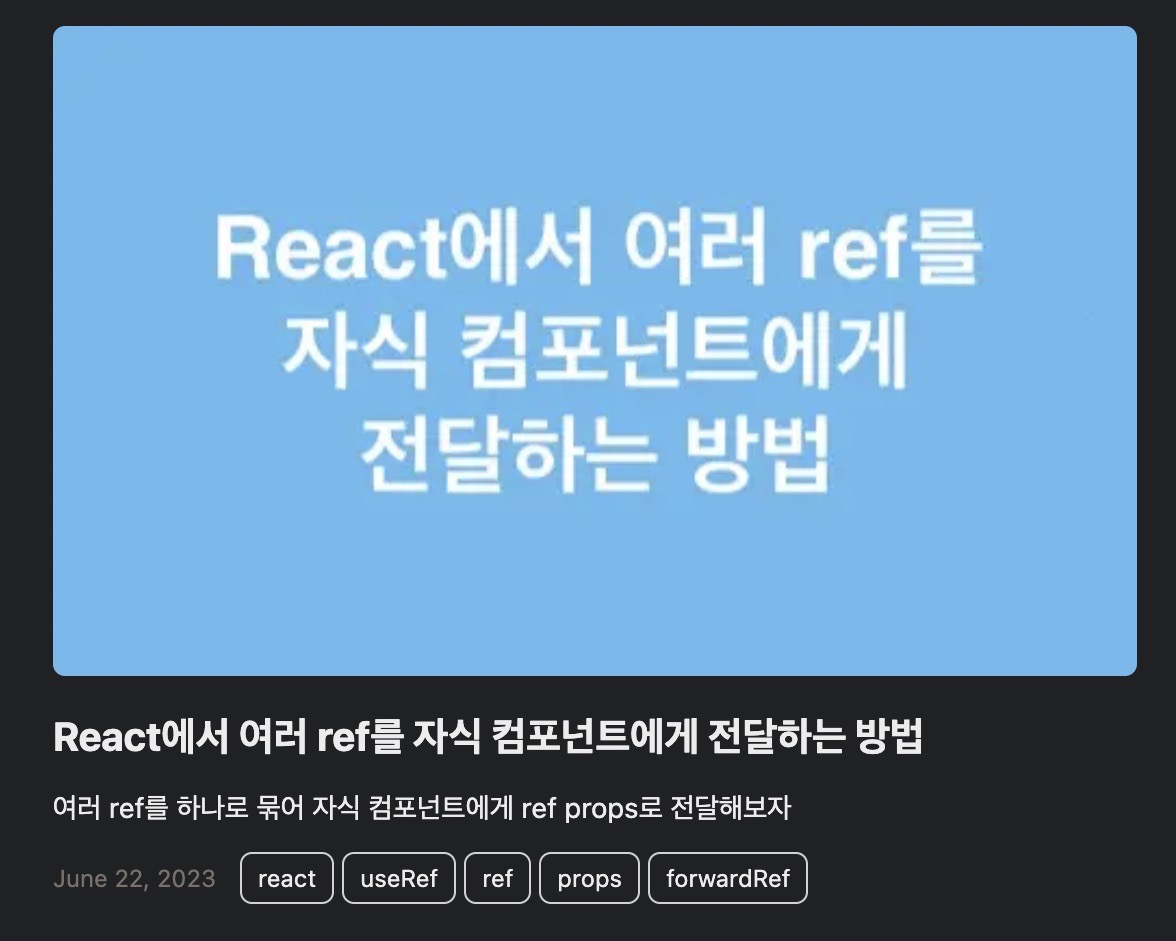 React에서 여러 ref를
자식 컴포넌트에게
전달하는 방법
React에서 여러 ref를 자식 컴포넌트에게 전달하는 방법
여러 ref를 하나로 묶어 자식 컴포넌트에게 ref props로 전달해보자
June 22, 2023 react useRef ref props forwardRef